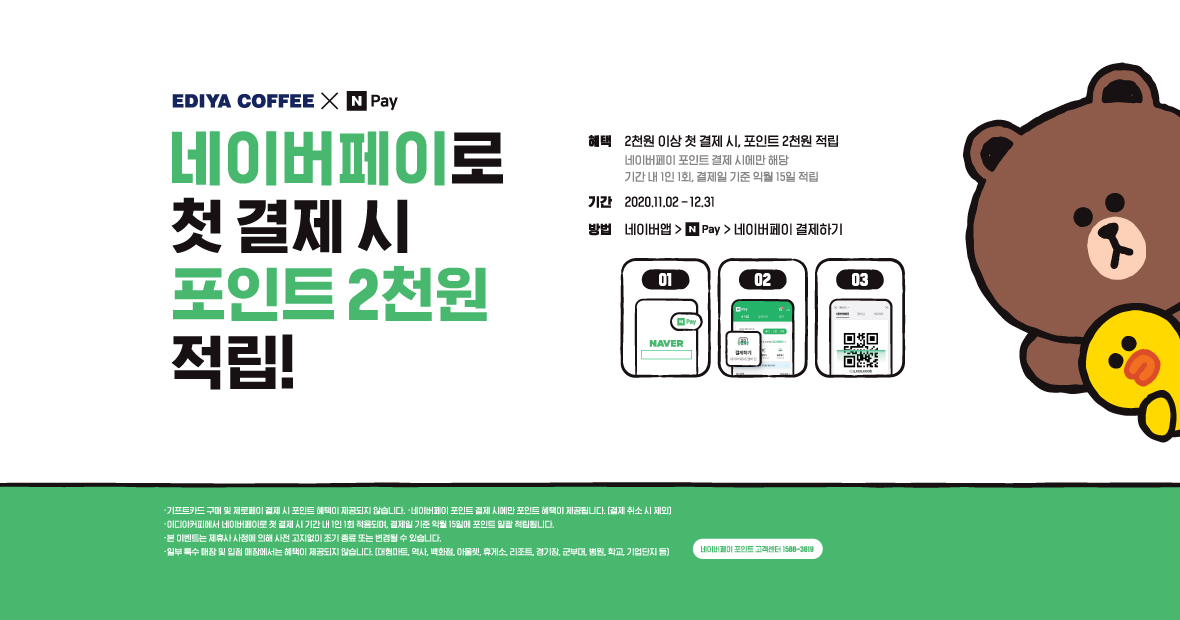 EDIYA COFFEE × N Pay
네이버페이로
첫 결제 시
포인트 2천원
적립!
혜택 2천원 이상 첫 결제 시, 포인트 2천원 적립
네이버페이 포인트 결제 시에만 해당
기간 내 1인 1회, 결제일 기준 익월 15일 적립
기간 2020.11.02 - 12.31
방법 네이버앱 > N Pay > 네이버페이 결제하기
01
N Pay
NAVER
02
N Pay
결제하기
03
·기프트카드 구매 및 제로페이 결제 시 포인트 혜택이 제공되지 않습니다. ·네이버페이 포인트 결제 시에만 포인트 혜택이 제공됩니다. (결제 취소 시 제외)
·이디야커피에서 네이버페이로 첫 결제 시 기간 내 1인 1회 적용되며, 결제일 기준 익월 15일에 포인트 일괄 적립됩니다.
·본 이벤트는 제휴사 사정에 의해 사전 고지없이 조기 종료 또는 변경될 수 있습니다.
·일부 특수 매장 및 입점 매장에서는 혜택이 제공되지 않습니다. (대형마트, 역사, 백화점, 아울렛, 휴게소, 리조트, 경기장, 군부대, 병원, 학교, 기업단지 등)
네이버페이 포인트 고객센터 1588-3819